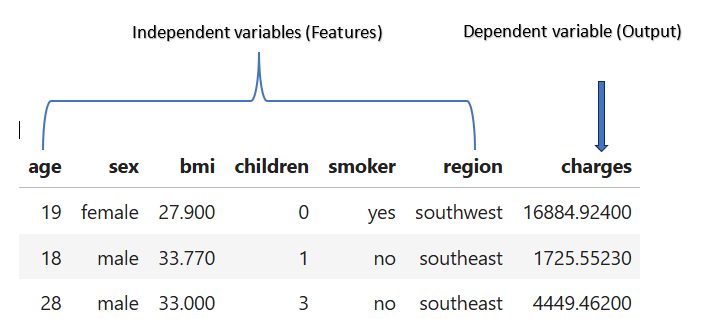 Independent variables (Features) Dependent variable (Output)
age sex bmi children smoker region charges
19 female 27.900 0 yes southwest 16884.92400
18 male 33.770 1 no southeast 1725.55230
28 male 33.000 3 no southeast 4449.46200